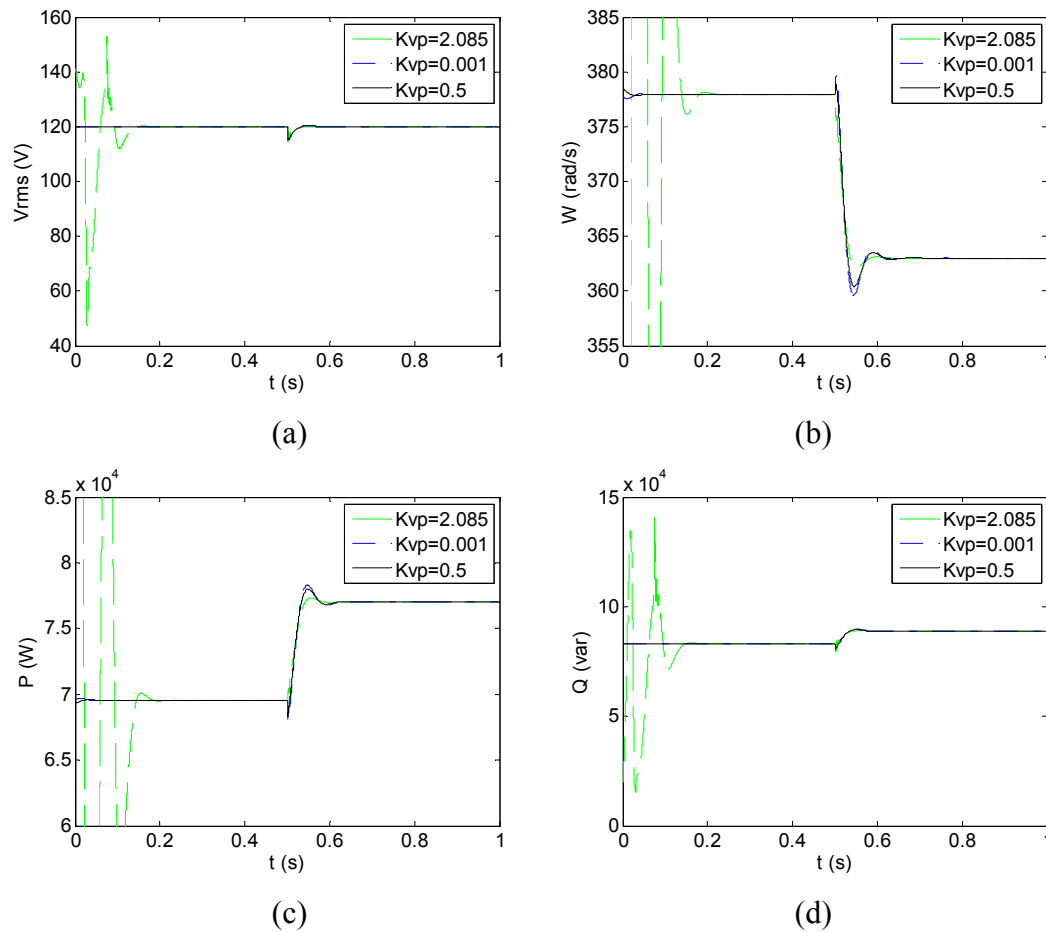 160
140
120
100
80
60
40
Vrms (V)
0 0.2 0.4 0.6 0.8 1
t (s)
Kvp=2.085
Kvp=0.001
Kvp=0.5
(a)
385
380
375
370
365
360
355
W (rad/s)
0 0.2 0.4 0.6 0.8 1
t (s)
Kvp=2.085
Kvp=0.001
Kvp=0.5
(b)
x 10⁴
8.5
8
7.5
7
6.5
6
P (W)
0 0.2 0.4 0.6 0.8 1
t (s)
Kvp=2.085
Kvp=0.001
Kvp=0.5
(c)
x 10⁴
15
10
5
0
Q (var)
0 0.2 0.4 0.6 0.8 1
t (s)
Kvp=2.085
Kvp=0.001
Kvp=0.5
(d)